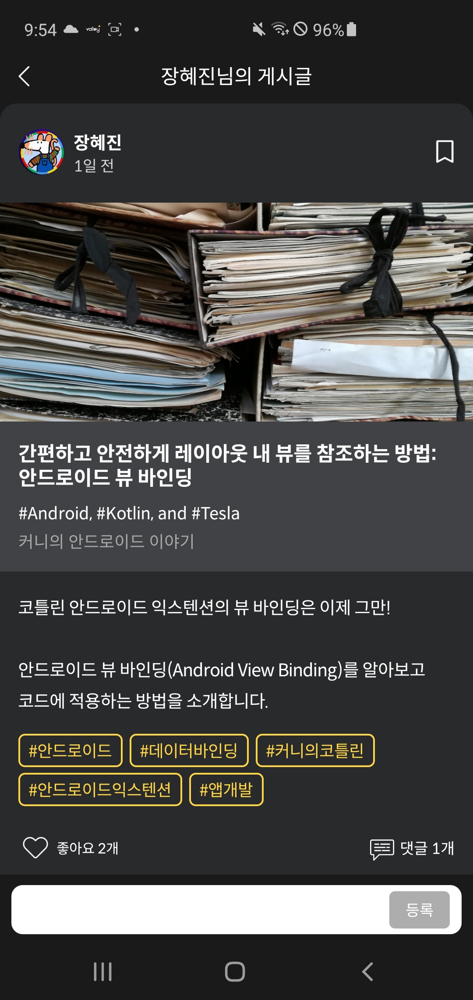 9:54 valley 96%
장혜진님의 게시글
장혜진
1일 전
간편하고 안전하게 레이아웃 내 뷰를 참조하는 방법:
안드로이드 뷰 바인딩
#Android, #Kotlin, and #Tesla
커니의 안드로이드 이야기
코틀린 안드로이드 익스텐션의 뷰 바인딩은 이제 그만!
안드로이드 뷰 바인딩(Android View Binding)를 알아보고
코드에 적용하는 방법을 소개합니다.
#안드로이드 #데이터바인딩 #커니의코틀린
#안드로이드익스텐션 #앱개발
좋아요 2개 댓글 1개
등록